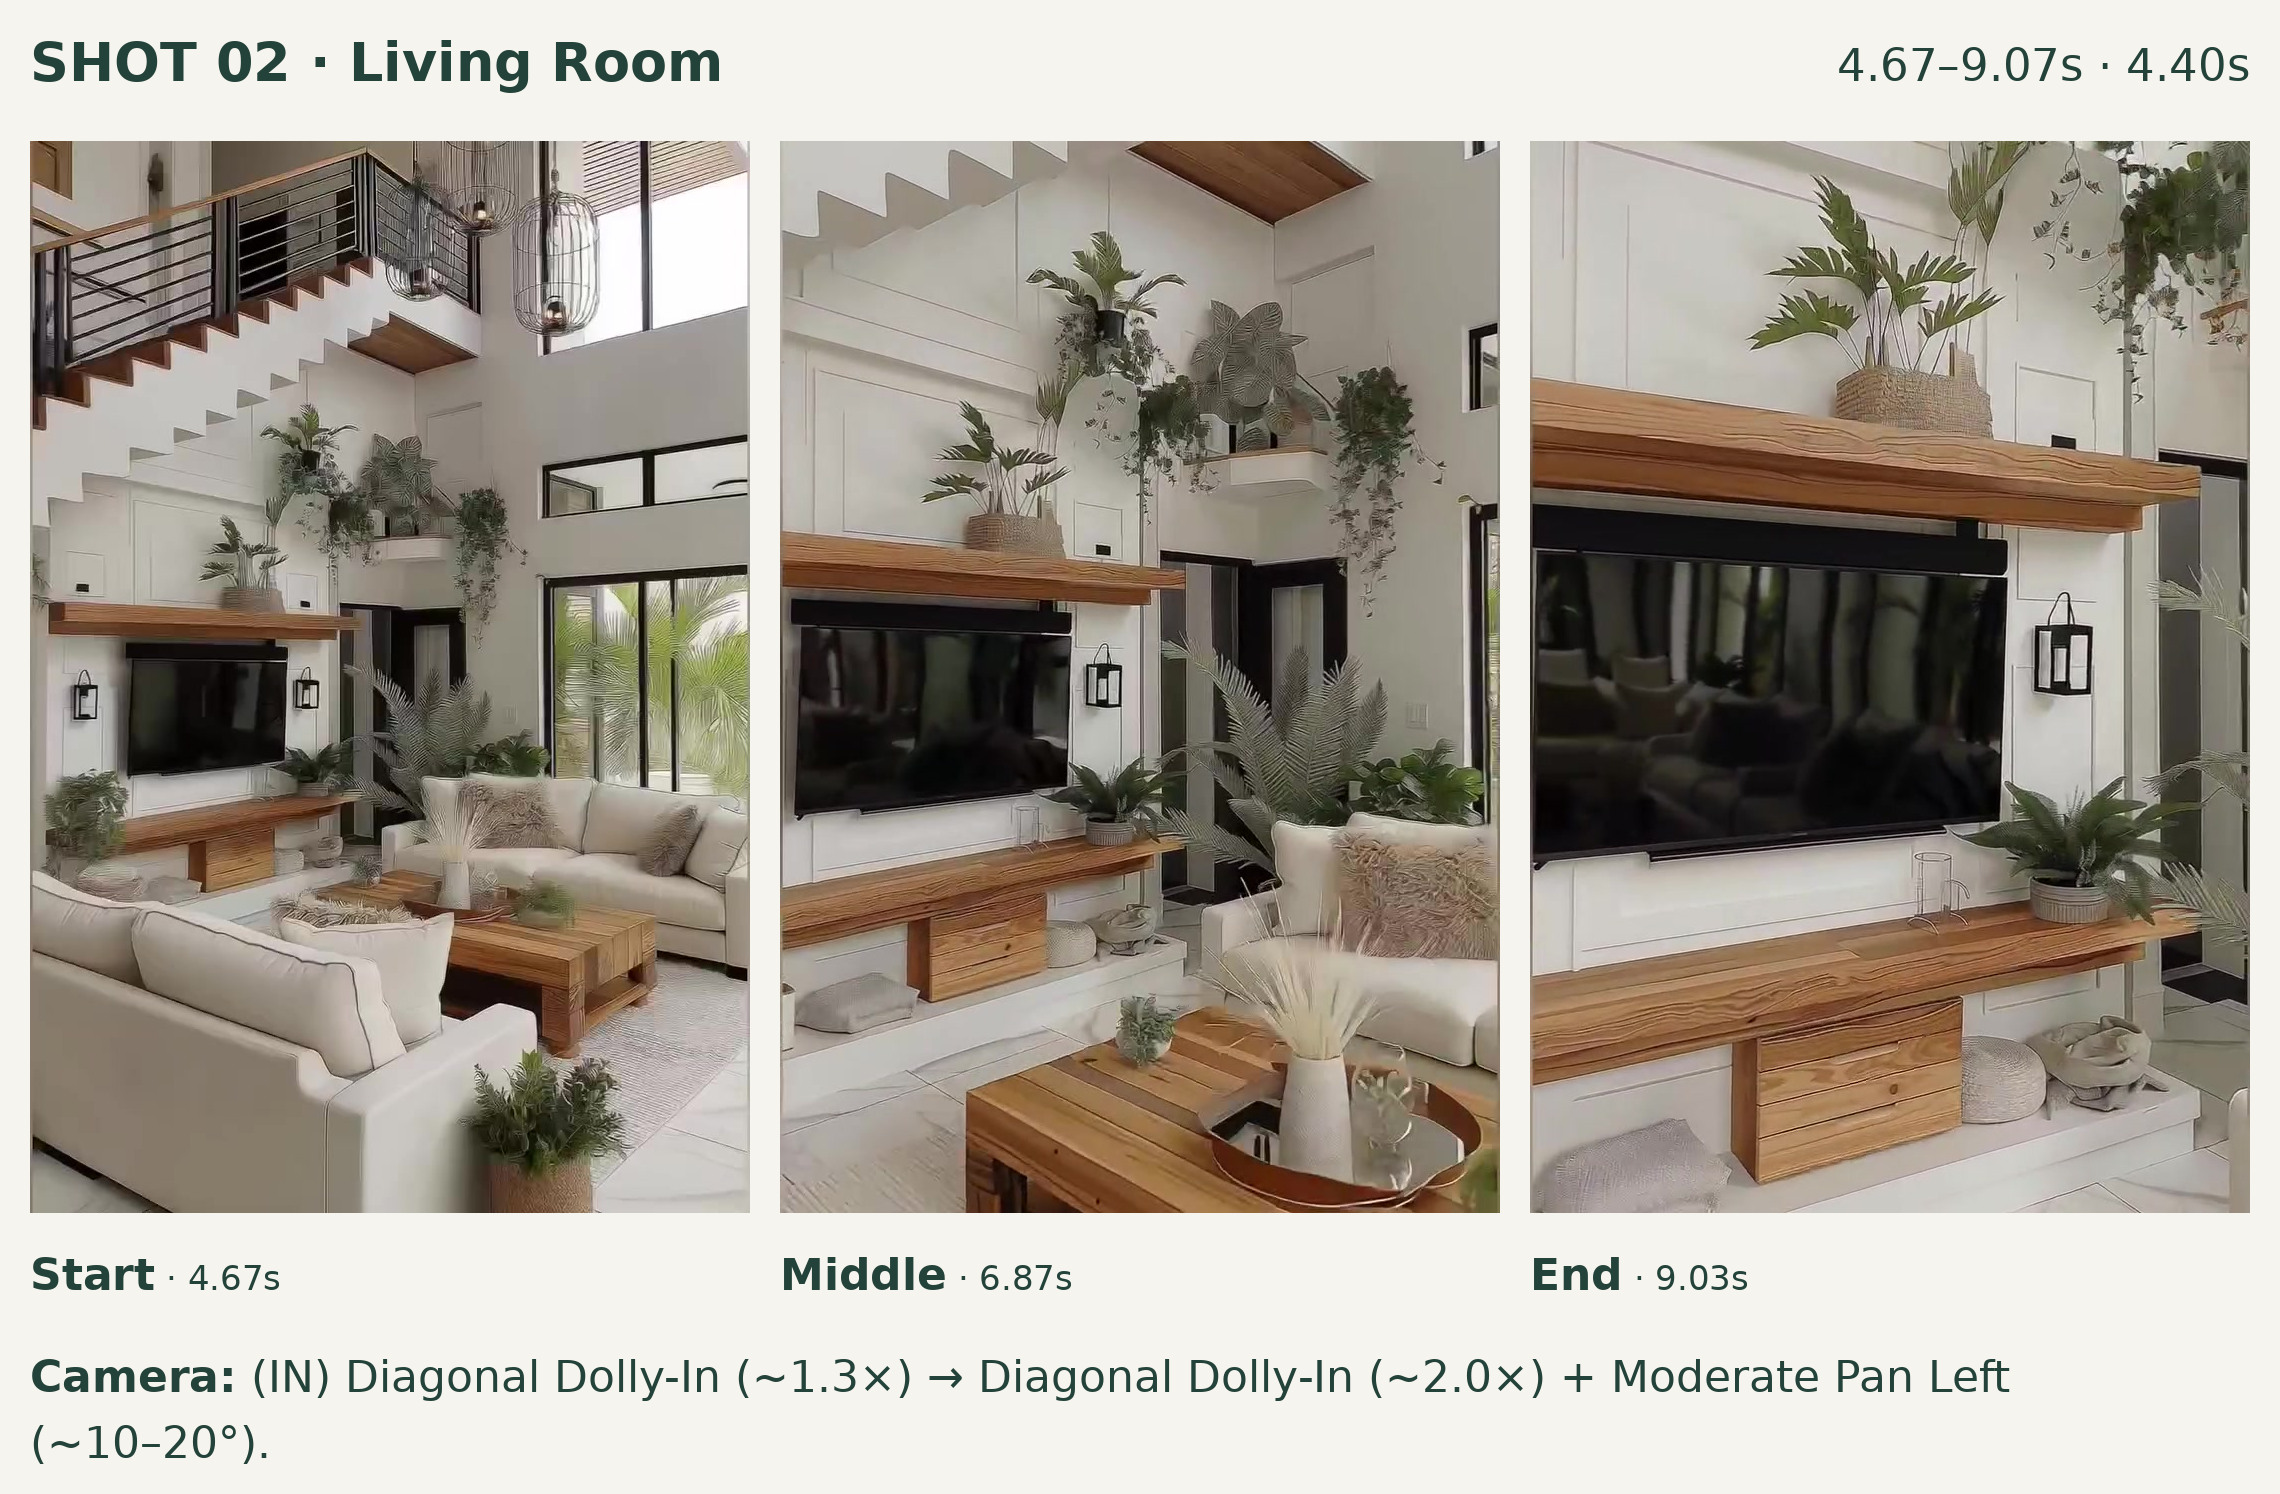 SHOT 02 · Living Room
4.67–9.07s · 4.40s
Start · 4.67s
Middle · 6.87s
End · 9.03s
Camera: (IN) Diagonal Dolly-In (~1.3×) → Diagonal Dolly-In (~2.0×) + Moderate Pan Left
(~10–20°).